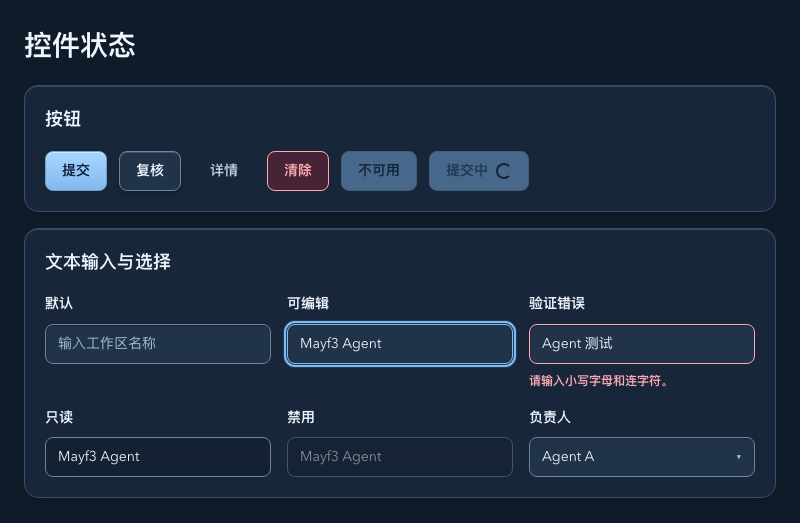 控件状态
按钮
提交 复核 详情 清除 不可用 提交中
文本输入与选择
默认 可编辑 验证错误
输入工作区名称 Mayf3 Agent Agent 测试
请输入小写字母和连字符。
只读 禁用 负责人
Mayf3 Agent Mayf3 Agent Agent A